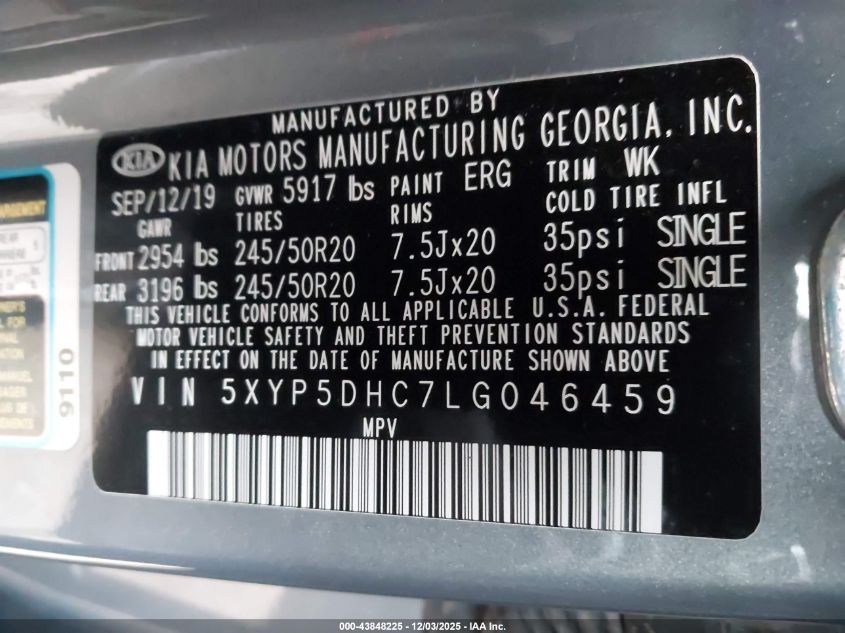 MANUFACTURED BY
KIA KIA MOTORS MANUFACTURING GEORGIA, INC.
SEP/12/19 GVWR 5917 lbs PAINT ERG TRIM WK
GAWR TIRES RIMS COLD TIRE INFL
FRONT 2954 lbs 245/50R20 7.5Jx20 35psi SINGLE
REAR 3196 lbs 245/50R20 7.5Jx20 35psi SINGLE
THIS VEHICLE CONFORMS TO ALL APPLICABLE U.S.A. FEDERAL
MOTOR VEHICLE SAFETY AND THEFT PREVENTION STANDARDS
IN EFFECT ON THE DATE OF MANUFACTURE SHOWN ABOVE
VIN 5XYP5DHC7LG046459
MPV
9110
000-43848225 - 12/03/2025 - IAA Inc.